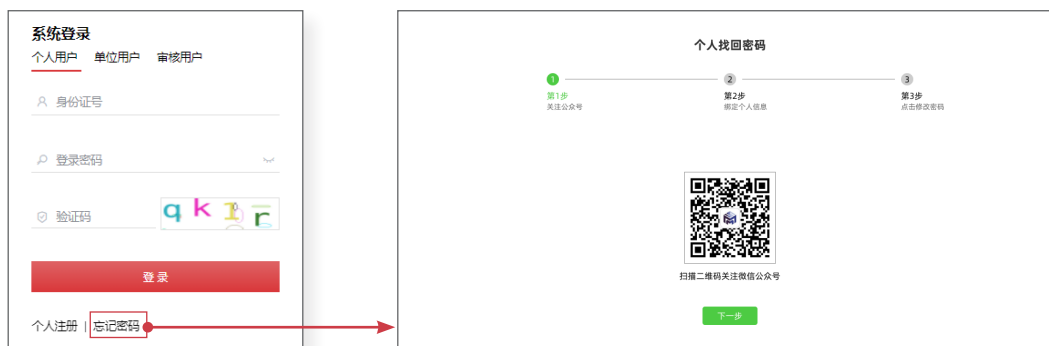 系统登录
个人用户 单位用户 审核用户
身份证号
登录密码
验证码
登录
个人注册 | 忘记密码
个人找回密码
1 2 3
第1步 第2步 第3步
关注公众号 绑定个人信息 点击修改密码
扫描二维码关注微信公众号
下一步